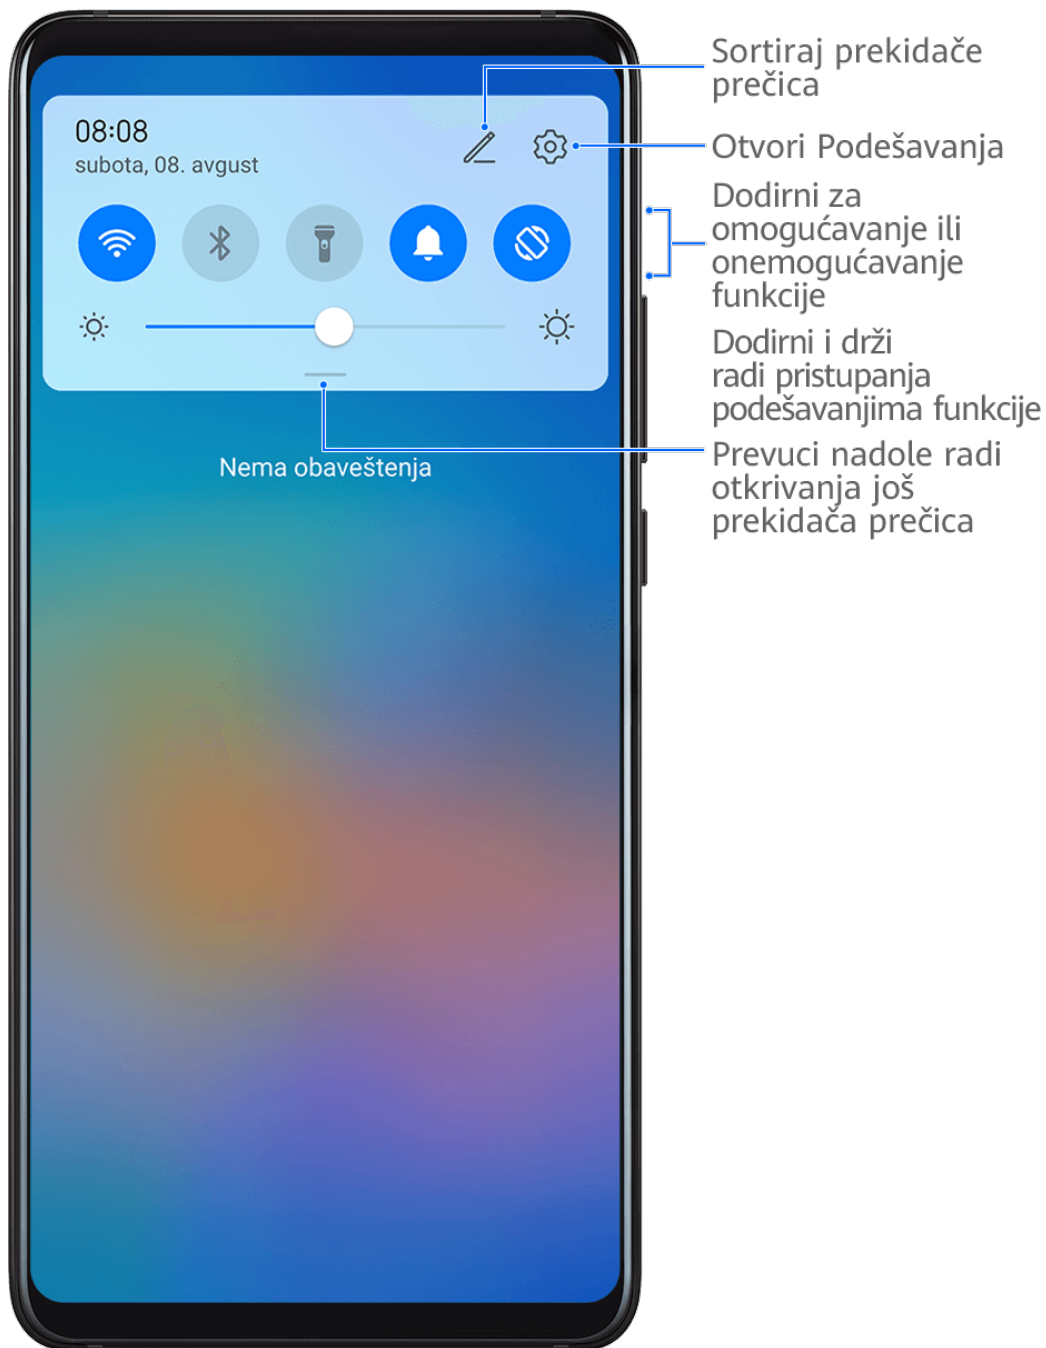 Sortiraj prekidače
prečica
08:08
subota, 08. avgust
Otvori Podešavanja
Dodirni za
omogućavanje ili
onemogućavanje
funkcije
Dodirni i drži
radi pristupanja
podešavanjima funkcije
Prevuci nadole radi
otkrivanja još
prekidača prečica
Nema obaveštenja